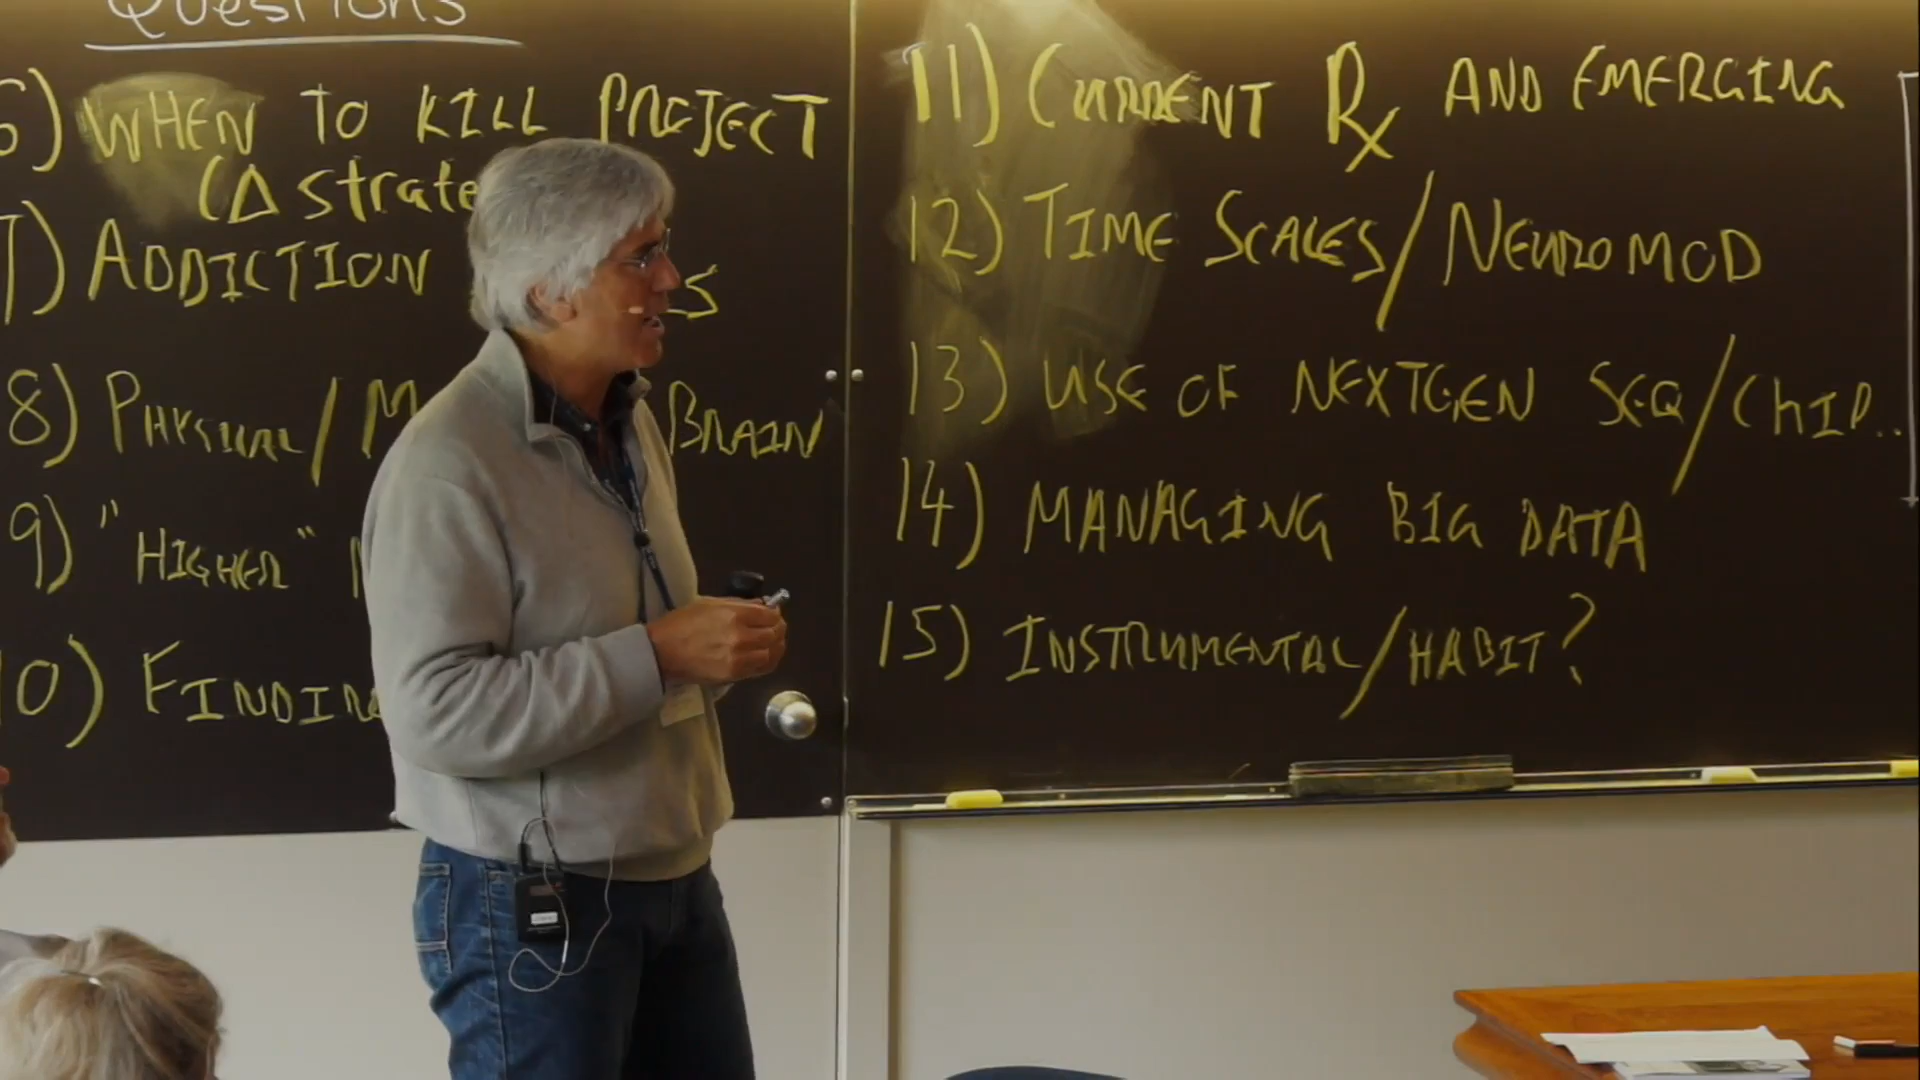 Questions
6) WHEN TO KILL PROJECT
(Δ strate
7) ADDICTION
8) PHYSICAL/ BRAIN
9) "HIGHER"
10) FINDING
11) CURRENT Rx AND EMERGING
12) TIME SCALES/NEUROMOD
13) USE OF NEXTGEN SEQ/ChIP..
14) MANAGING BIG DATA
15) INSTRUMENTAL/HABIT?